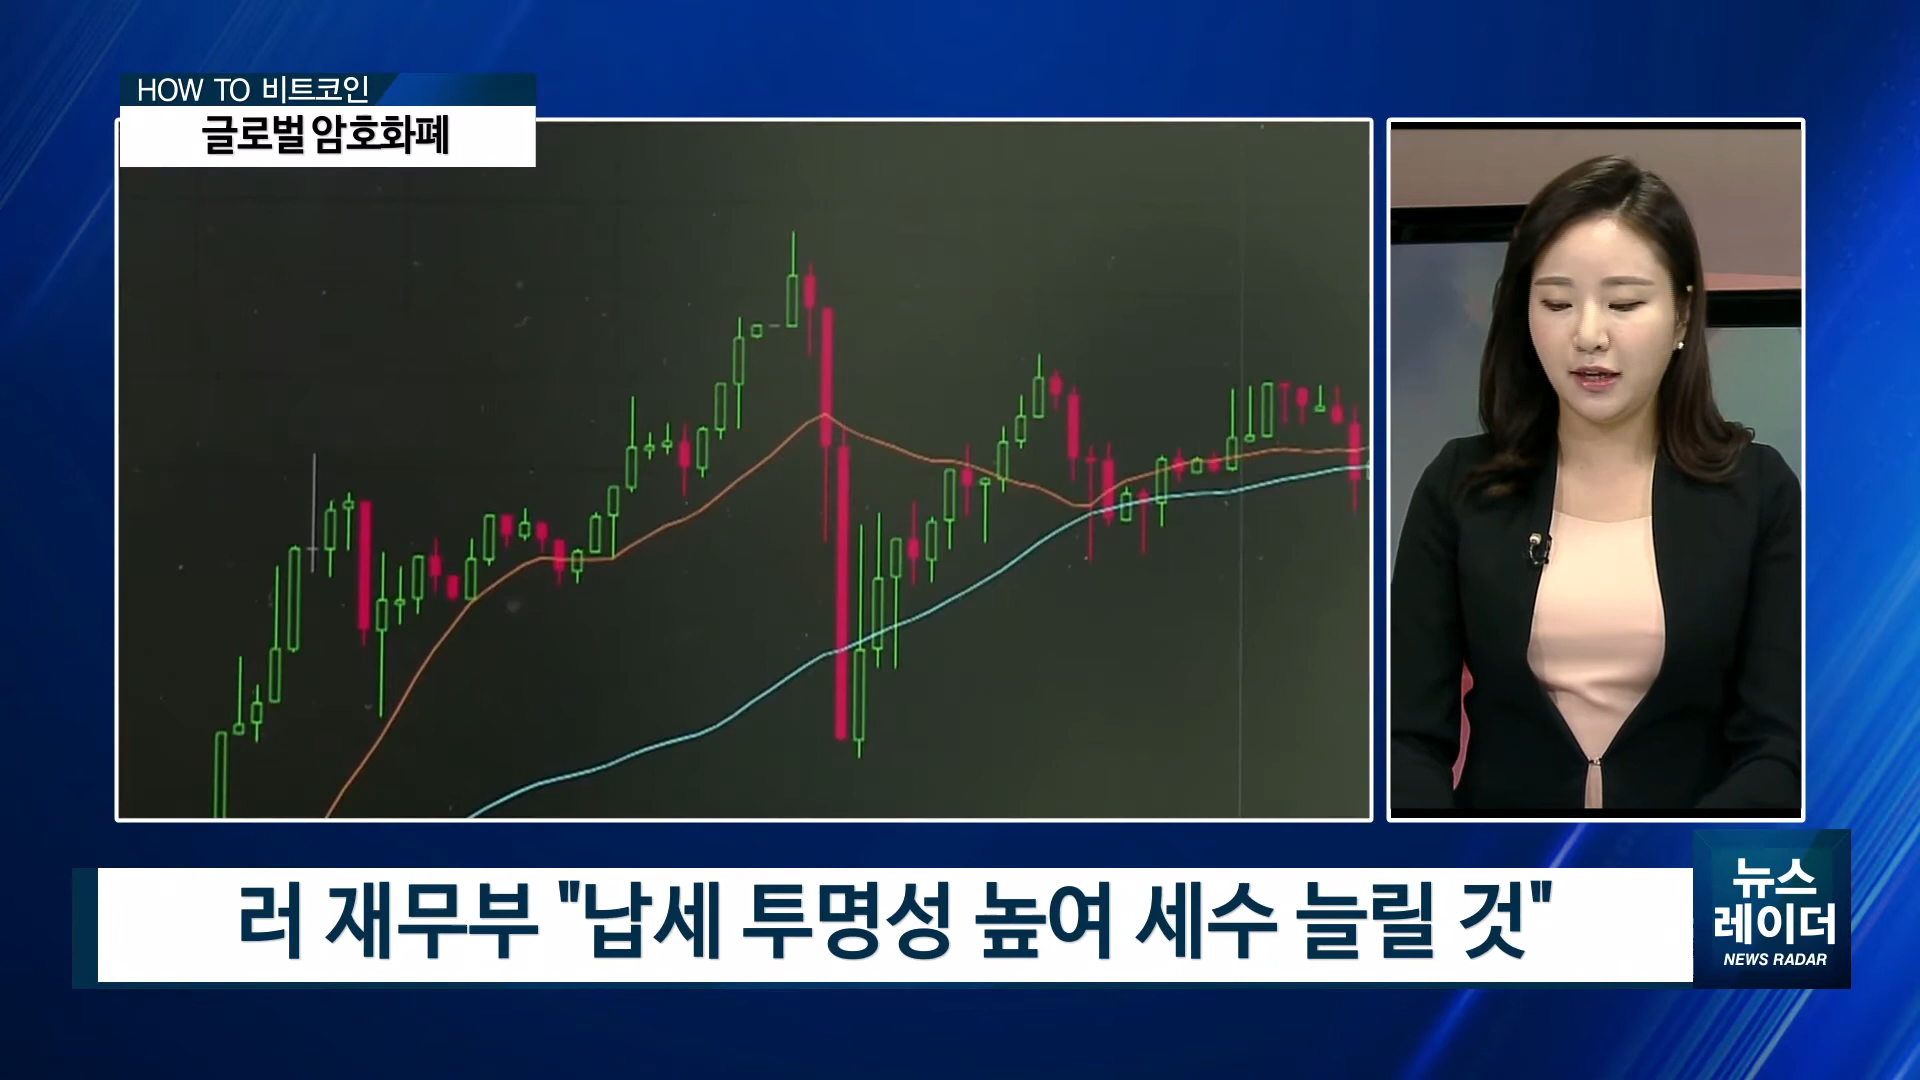 HOW TO 비트코인
글로벌 암호화폐
러 재무부 "납세 투명성 높여 세수 늘릴 것"
뉴스
레이더
NEWS RADAR